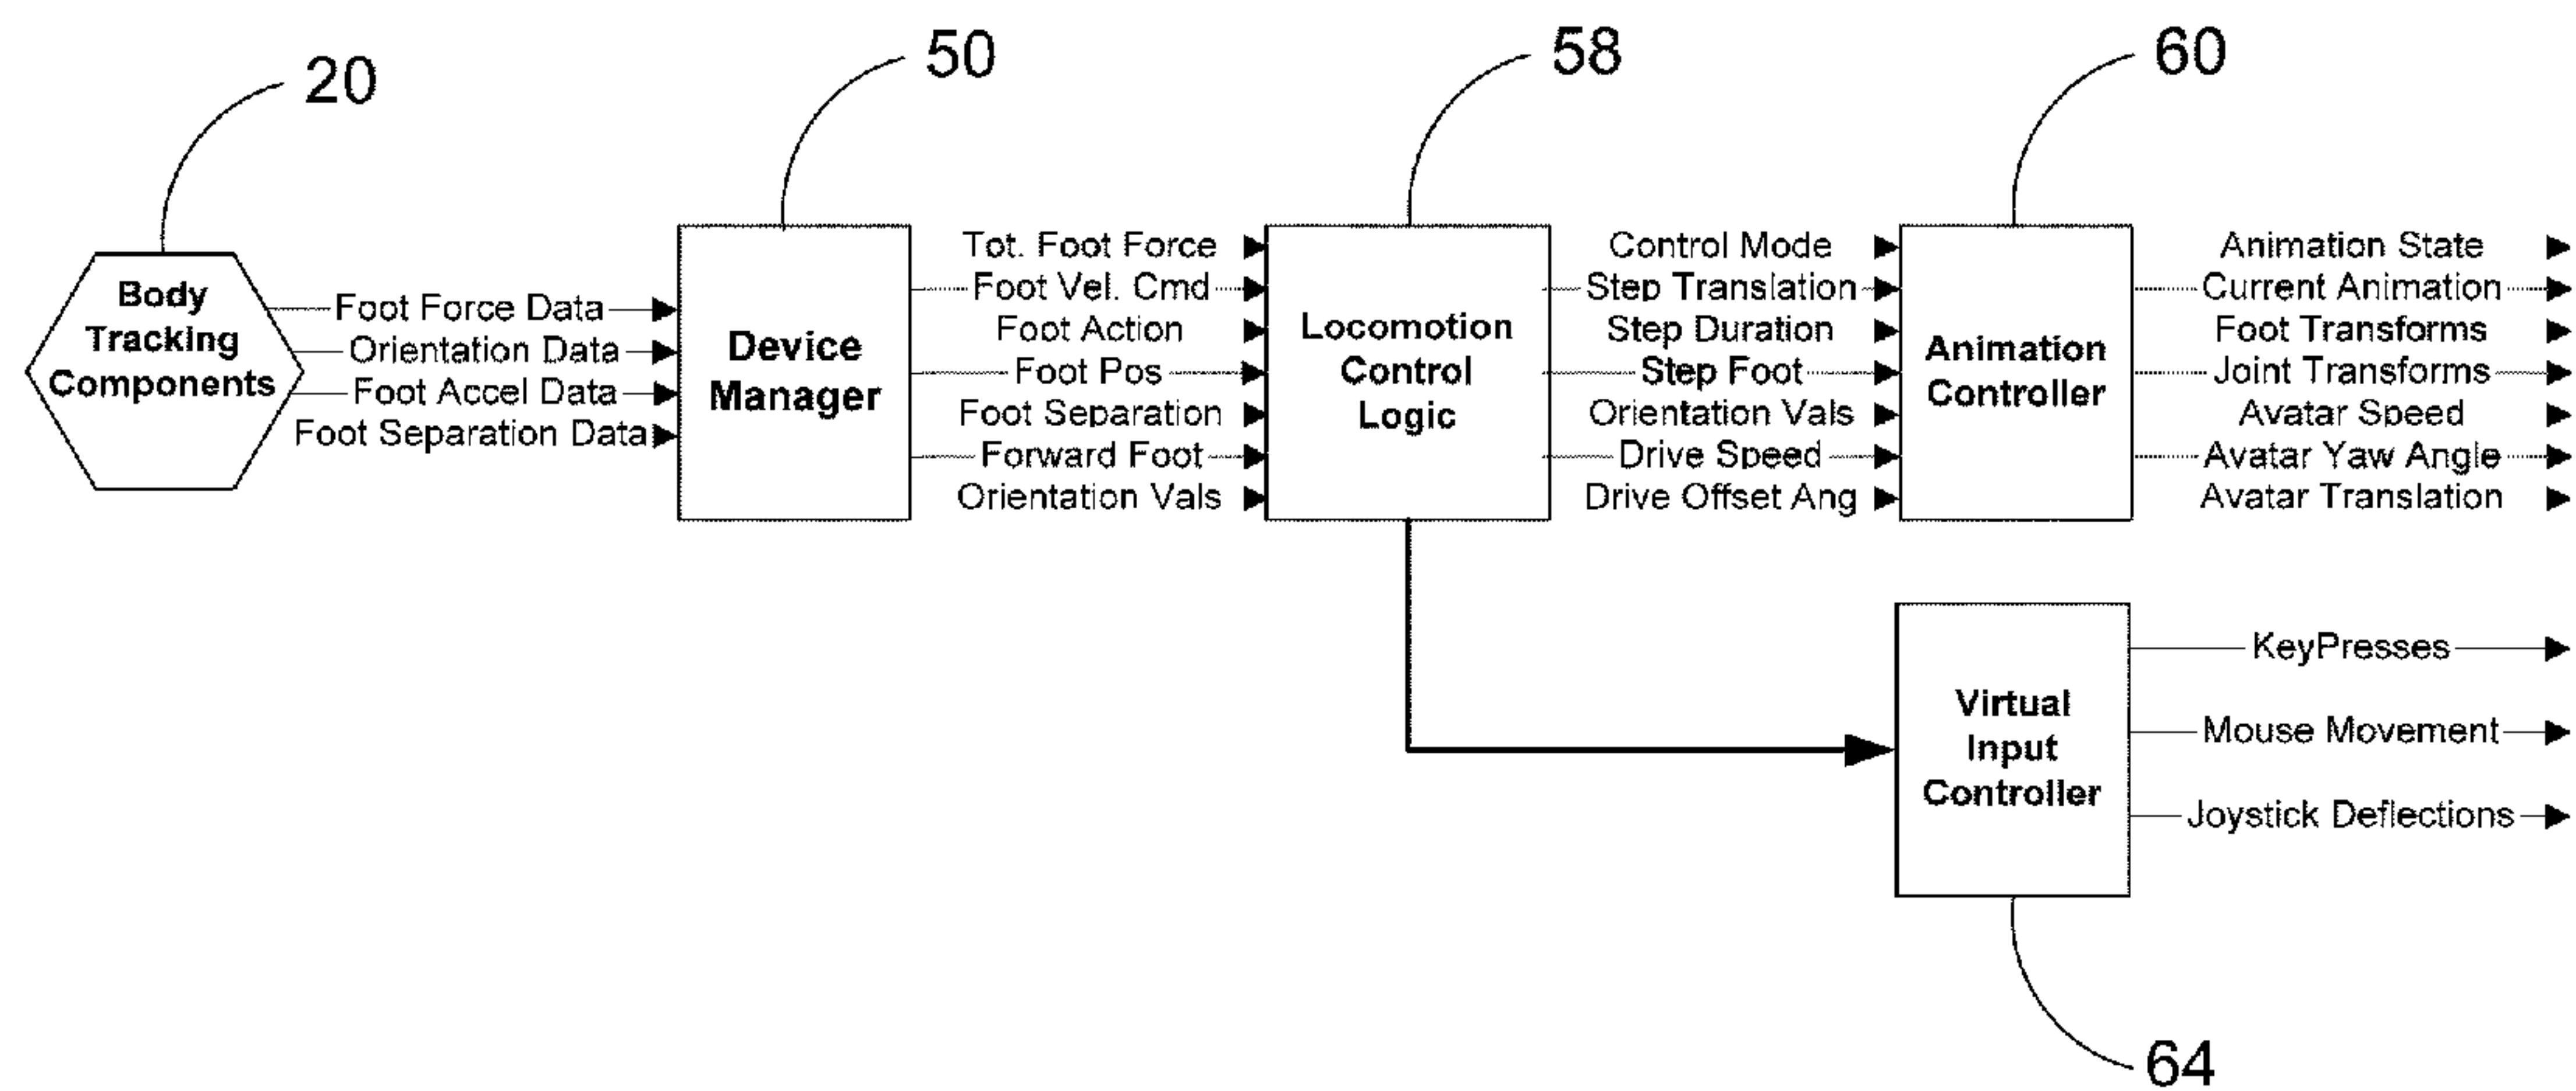 20
50
58
60
Body
Tracking
Components
Foot Force Data
Orientation Data
Foot Accel Data
Foot Separation Data
Device
Manager
Tot. Foot Force
Foot Vel. Cmd
Foot Action
Foot Pos
Foot Separation
Forward Foot
Orientation Vals
Locomotion
Control
Logic
Control Mode
Step Translation
Step Duration
Step Foot
Orientation Vals
Drive Speed
Drive Offset Ang
Animation
Controller
Animation State
Current Animation
Foot Transforms
Joint Transforms
Avatar Speed
Avatar Yaw Angle
Avatar Translation
Virtual
Input
Controller
KeyPresses
Mouse Movement
Joystick Deflections
64